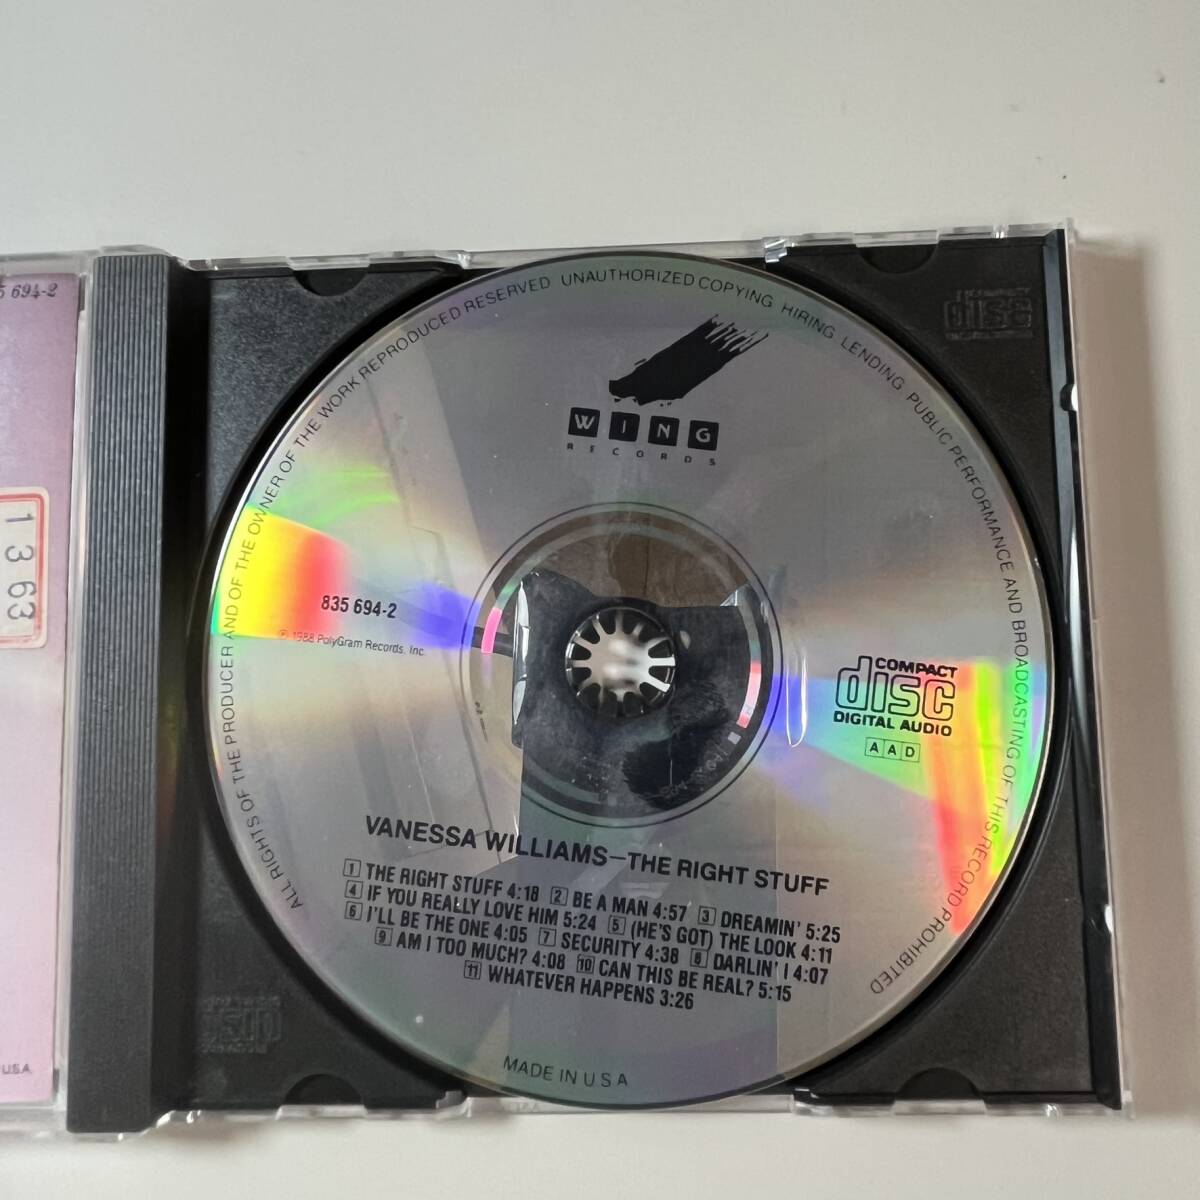 5 694-2
1363
U.S.A.
ALL RIGHTS OF THE PRODUCER AND OF THE OWNER OF THE WORK REPRODUCED RESERVED UNAUTHORIZED COPYING HIRING LENDING PUBLIC PERFORMANCE AND BROADCASTING OF THIS RECORD PROHIBITED
WING
RECORDS
835 694-2
℗ 1988 PolyGram Records, Inc.
COMPACT
disc
DIGITAL AUDIO
AAD
VANESSA WILLIAMS—THE RIGHT STUFF
1 THE RIGHT STUFF 4:18 2 BE A MAN 4:57 3 DREAMIN' 5:25
4 IF YOU REALLY LOVE HIM 5:24 5 (HE'S GOT) THE LOOK 4:11
6 I'LL BE THE ONE 4:05 7 SECURITY 4:38 8 DARLIN' I 4:07
9 AM I TOO MUCH? 4:08 10 CAN THIS BE REAL? 5:15
11 WHATEVER HAPPENS 3:26
MADE IN U.S.A
COMPACT
disc
disc